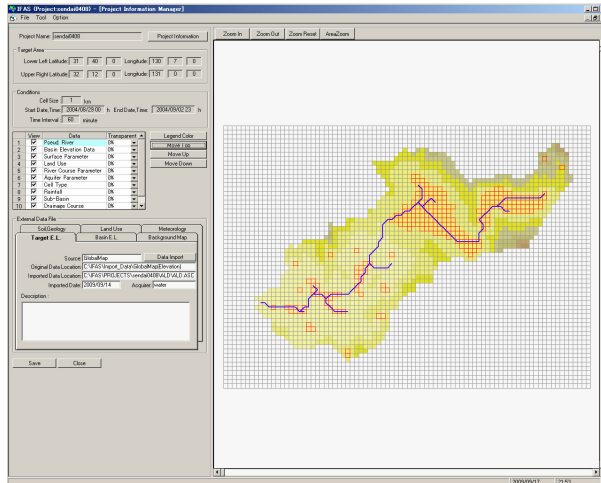 IFAS (Project:sendai0408) - [Project Information Manager]
File Tool Option
Project Name sendai0408 Project Information
Zoom In Zoom Out Zoom Reset AreaZoom
Target Area
Lower Left Latitude: 31 40 0 Longitude: 130 7 0
Upper Right Latitude: 32 12 0 Longitude: 131 0 0
Conditions
Cell Size 1 km
Start Date,Time: 2004/08/29 00 h End Date,Time 2004/09/02 23 h
Time Interval 60 minute
View Data Transparent
1 Pseud. River 0%
2 Basin Elevation Data 0%
3 Surface Parameter 0%
4 Land Use 0%
5 River Course Parameter 0%
6 Aquifer Parameter 0%
7 Cell Type 0%
8 Rainfall 0%
9 Sub-Basin 0%
10 Drainage Course 0%
Legend Color
Move Top
Move Up
Move Down
External Data File
Soil,Geology Land Use Meteorology
Target E.L. Basin E.L. Background Map
Source GlobalMap Data Import
Original Data Location: C:\IFAS\Import_Data\GlobalMap(Elevation)
Imported Data Location: C:\IFAS\PROJECTS\sendai0408\ALD\ALD.ASC
Imported Date: 2009/09/14 Acquirer: water
Description :
Save Close
2009/09/17 21:53